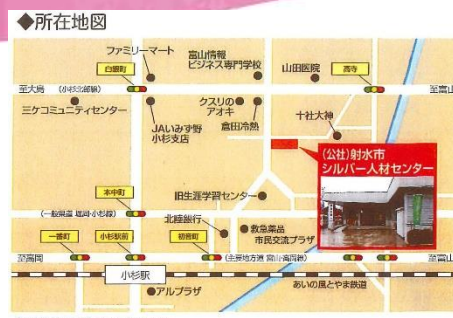 ◆所在地図
ファミリーマート
富山情報
ビジネス専門学校
山田医院
白銀町
西寺
至大島
(小杉北部線)
至富山
三ケコミュニティセンター
クスリの
アオキ
十社大神
JAいみず野
小杉支店
富田冷熱
(公社)射水市
シルバー人材センター
本中町
旧生涯学習センター
(一般県道 堀岡・小杉線)
北陸銀行
救急薬品
市民交流プラザ
一番町
小杉駅前
初音町
至高岡
(主要地方道 富山・高岡線)
至富山
小杉駅
あいの風とやま鉄道
アルプラザ